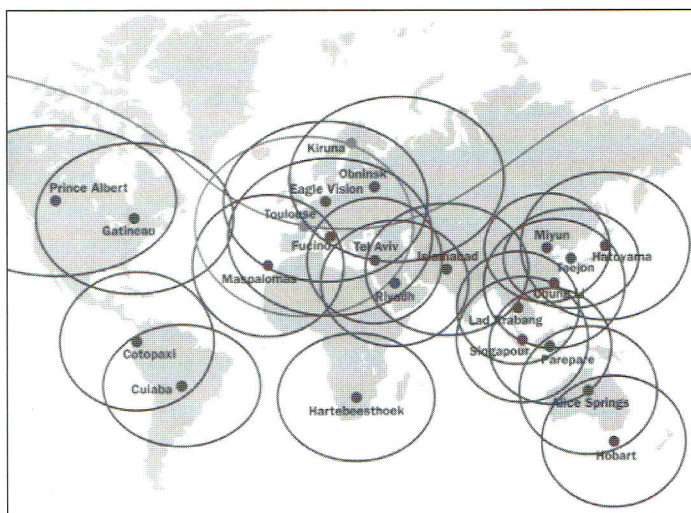 Kiruna
Obninsk
Prince Albert
Eagle Vision
Toulouse
Gatineau
Fucino
Tel Aviv
Islamabad
Miyun
Hatoyama
Taejon
Maspalomas
Riyadh
Lad Krabang
Singapour
Parepare
Cotopaxi
Cuiaba
Hartebeesthoek
Alice Springs
Hobart